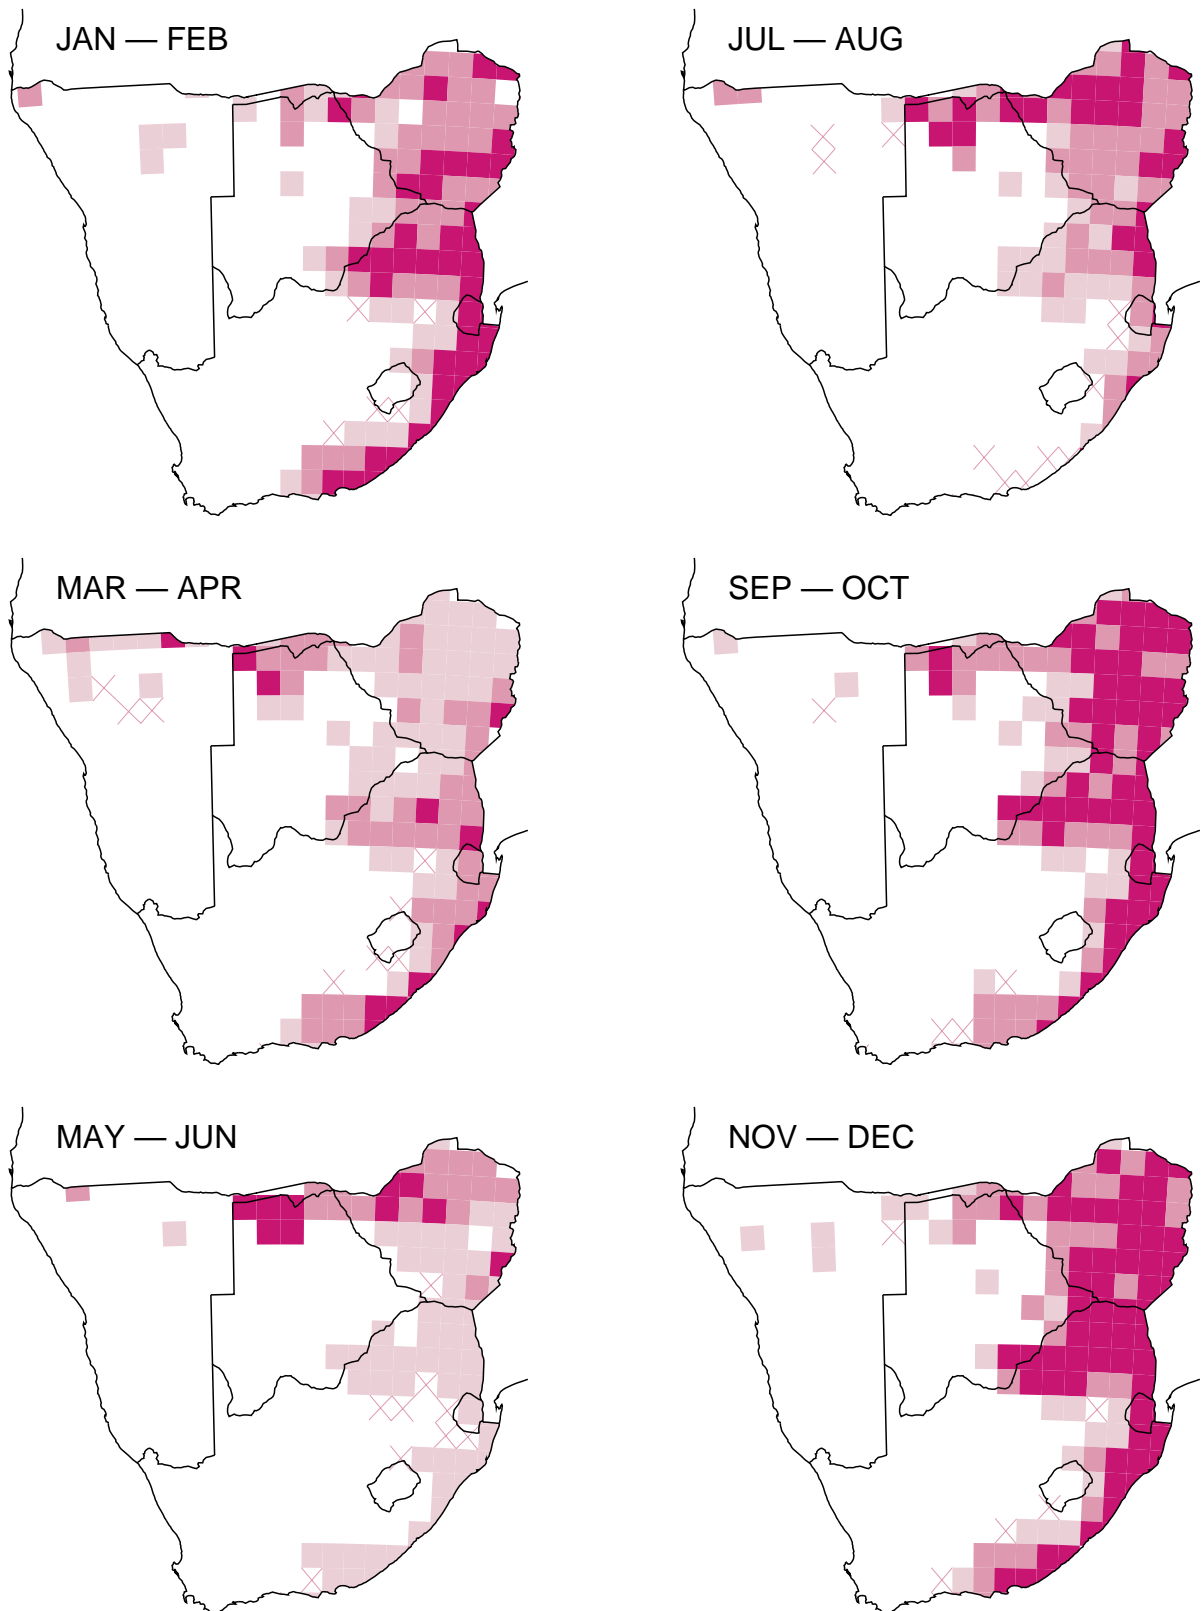 JAN — FEB
JUL — AUG
MAR — APR
SEP — OCT
MAY — JUN
NOV — DEC